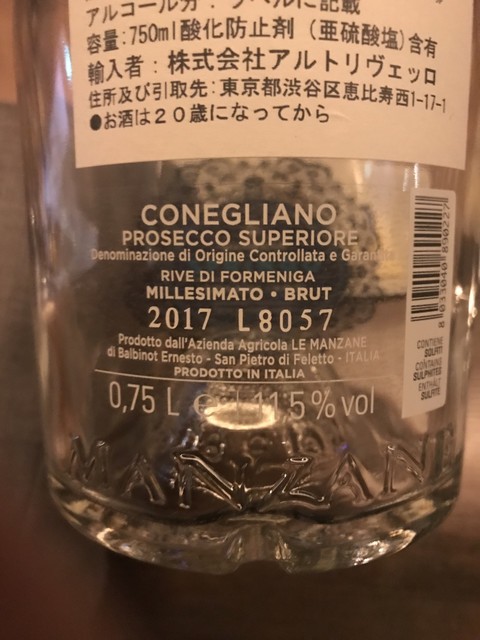 アルコール分：ラベルに記載
容量：750ml 酸化防止剤（亜硫酸塩）含有
輸入者：株式会社アルトリヴェッロ
住所及び引取先：東京都渋谷区恵比寿西1-17-1
●お酒は20歳になってから
CONEGLIANO
PROSECCO SUPERIORE
Denominazione di Origine Controllata e Garantita
RIVE DI FORMENIGA
MILLESIMATO • BRUT
2017 L8057
Prodotto dall'Azienda Agricola LE MANZANE
di Balbinot Ernesto - San Pietro di Feletto - ITALIA
PRODOTTO IN ITALIA
0,75 L e 11,5 % vol
MANZANE
8 033040 890227
CONTIENE
SOLFITI
CONTAINS
SULPHITES
ENTHÄLT
SULFITE